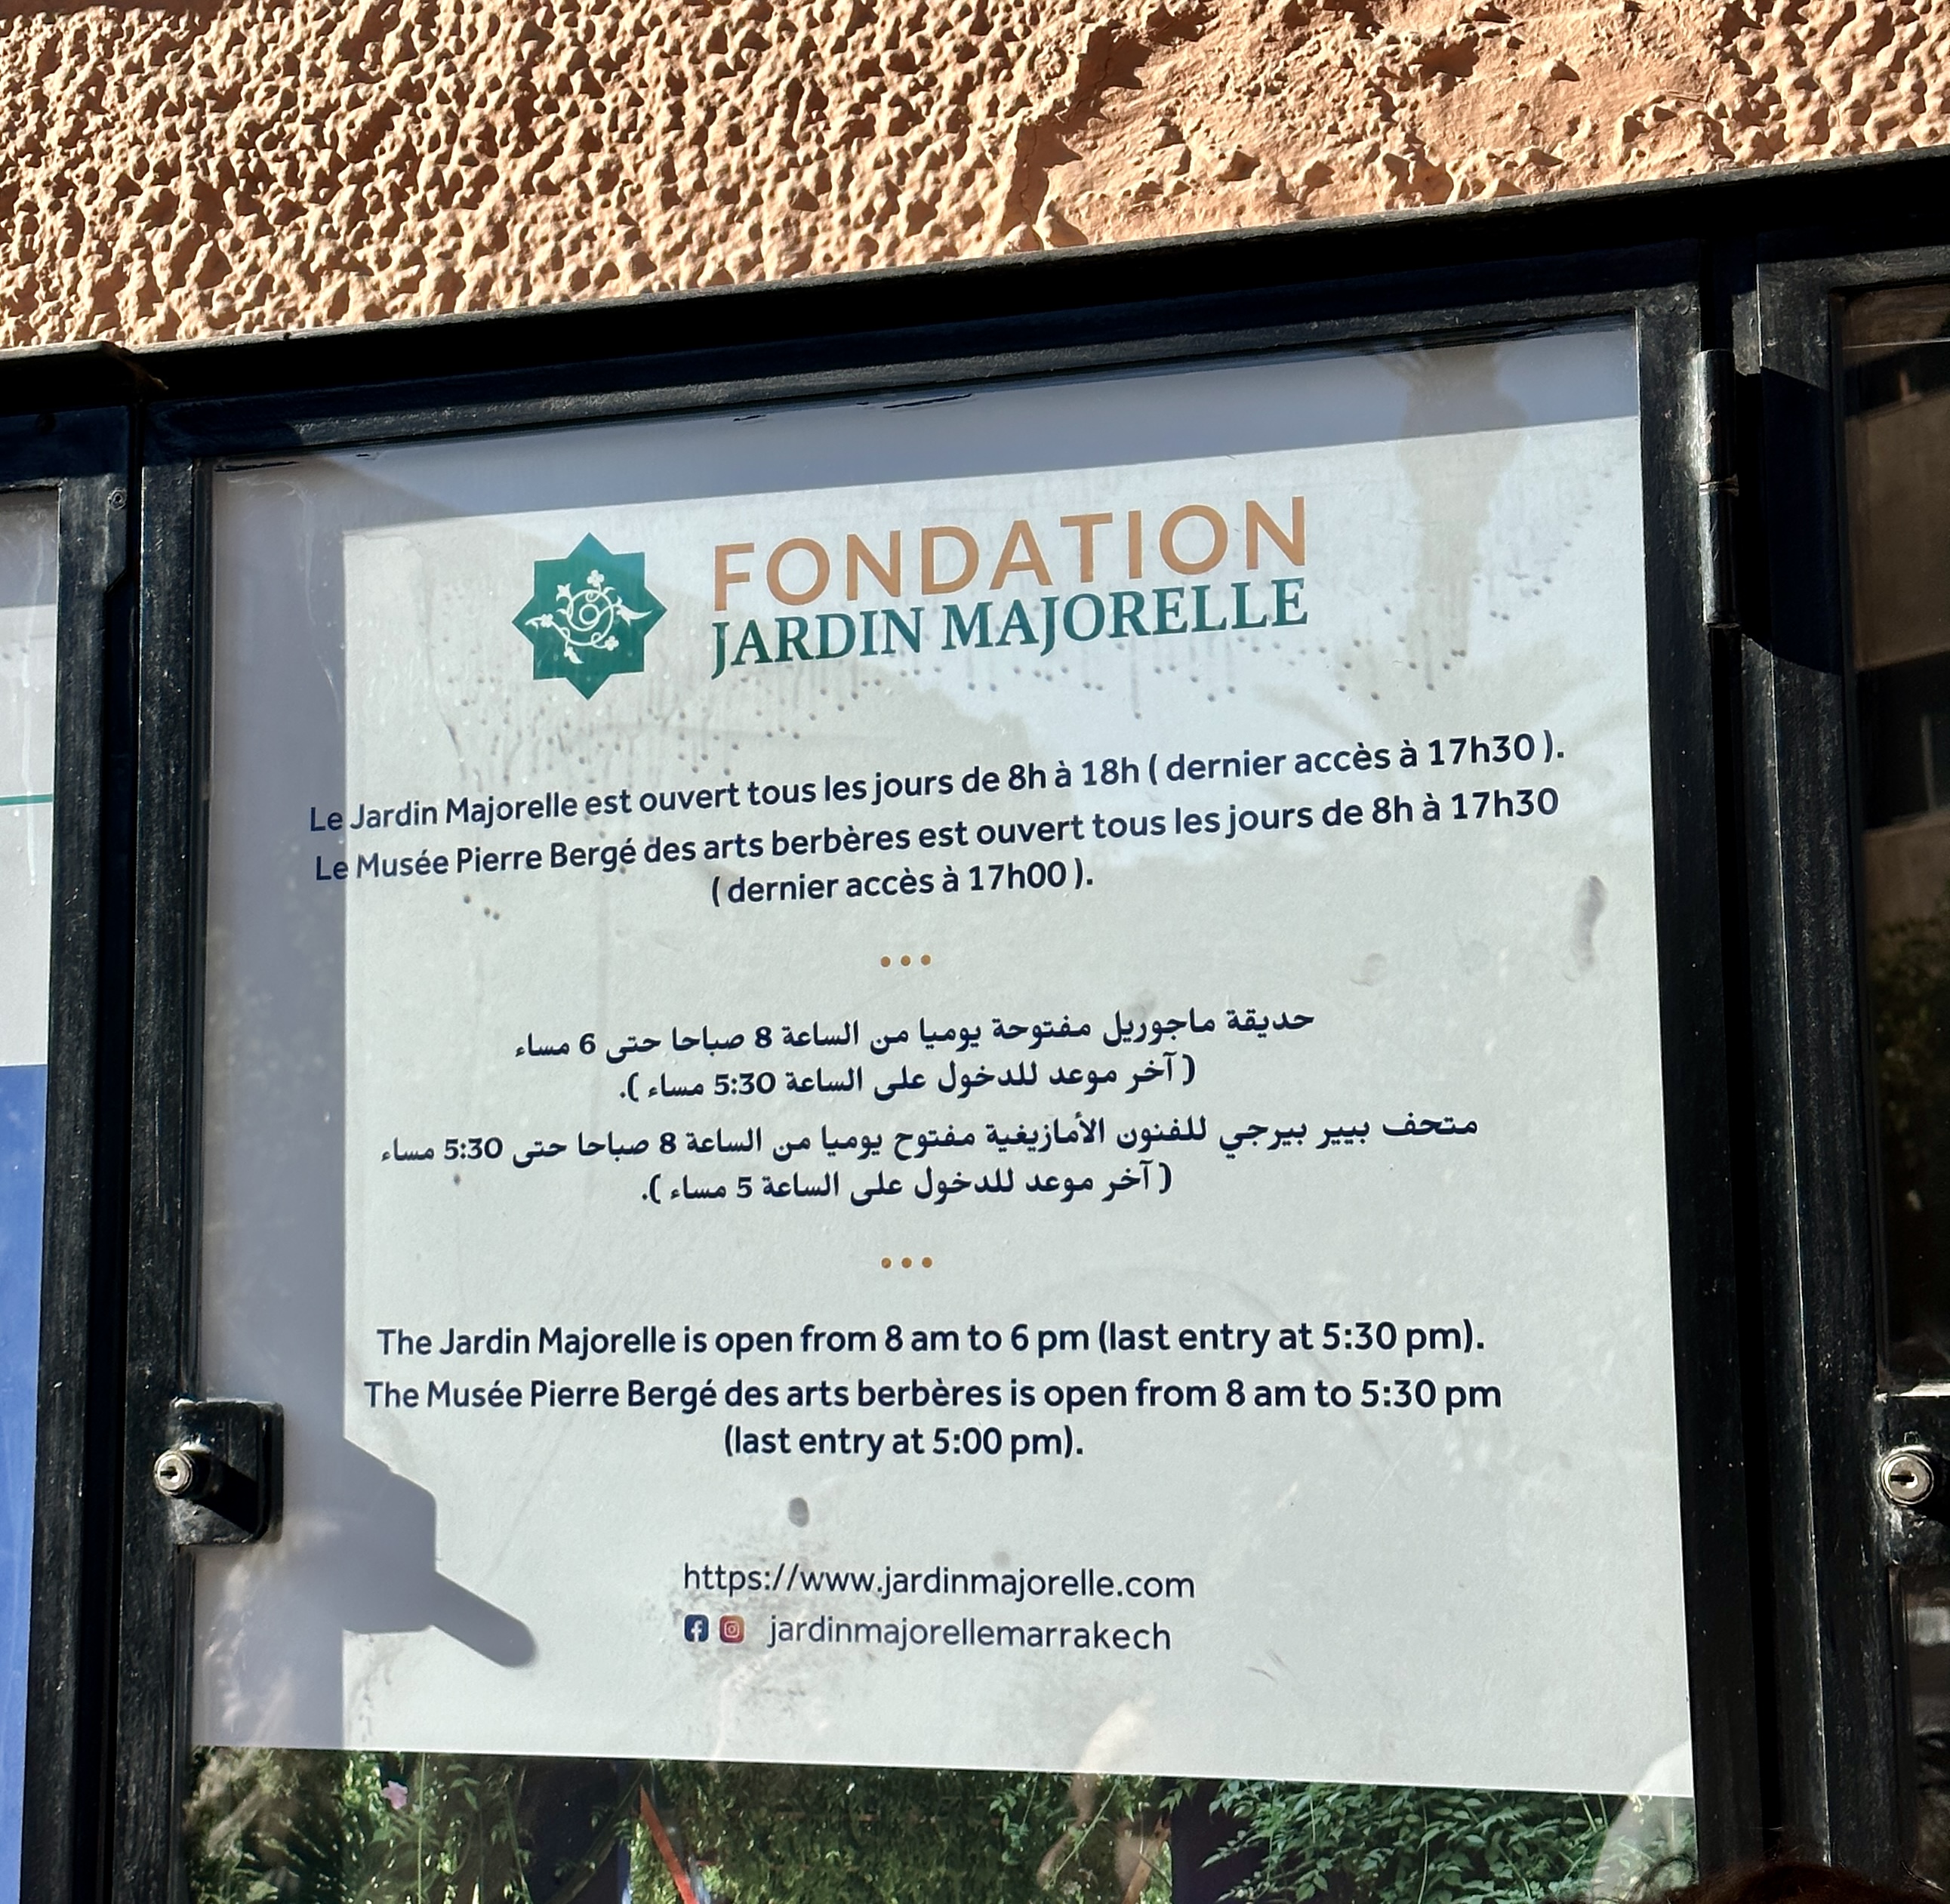 FONDATION
JARDIN MAJORELLE
Le Jardin Majorelle est ouvert tous les jours de 8h à 18h ( dernier accès à 17h30 ).
Le Musée Pierre Bergé des arts berbères est ouvert tous les jours de 8h à 17h30
( dernier accès à 17h00 ).
حديقة ماجوريل مفتوحة يوميا من الساعة 8 صباحا حتى 6 مساء
( آخر موعد للدخول على الساعة 5:30 مساء ).
متحف بيير بيرجي للفنون الأمازيغية مفتوح يوميا من الساعة 8 صباحا حتى 5:30 مساء
( آخر موعد للدخول على الساعة 5 مساء ).
The Jardin Majorelle is open from 8 am to 6 pm (last entry at 5:30 pm).
The Musée Pierre Bergé des arts berbères is open from 8 am to 5:30 pm
(last entry at 5:00 pm).
https://www.jardinmajorelle.com
jardinmajorellemarrakech